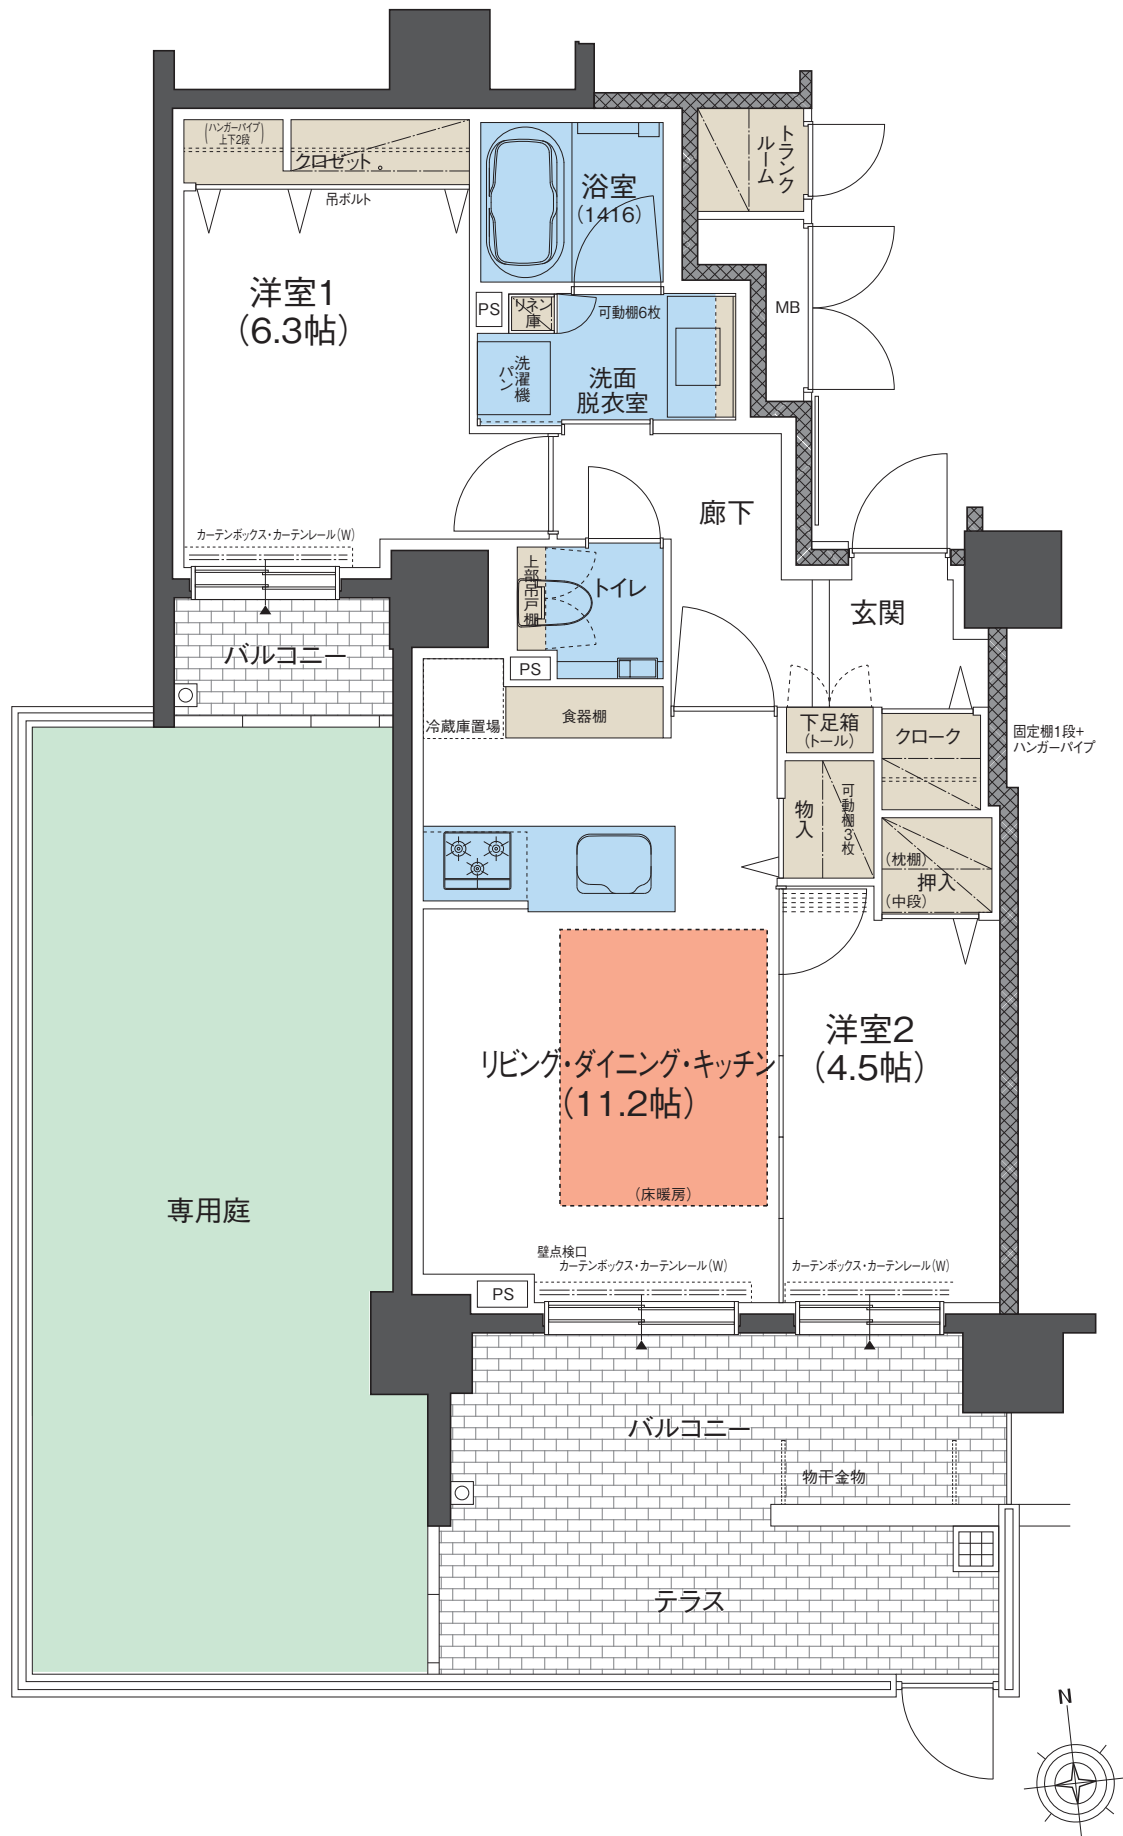 (ハンガーパイプ)
上下2段
クロゼット
吊ボルト
洋室1
(6.3帖)
カーテンボックス・カーテンレール(W)
バルコニー
浴室
(1416)
PS
リネン
庫
可動棚6枚
洗濯機
パン
洗面
脱衣室
トランク
ルーム
MB
廊下
上部吊戸棚
トイレ
PS
玄関
冷蔵庫置場
食器棚
下足箱
(トール)
クローク
固定棚1段+
ハンガーパイプ
物入
可動棚3枚
(枕棚)
押入
(中段)
リビング・ダイニング・キッチン
(11.2帖)
(床暖房)
洋室2
(4.5帖)
専用庭
壁点検口
カーテンボックス・カーテンレール(W)
カーテンボックス・カーテンレール(W)
PS
バルコニー
物干金物
テラス
N